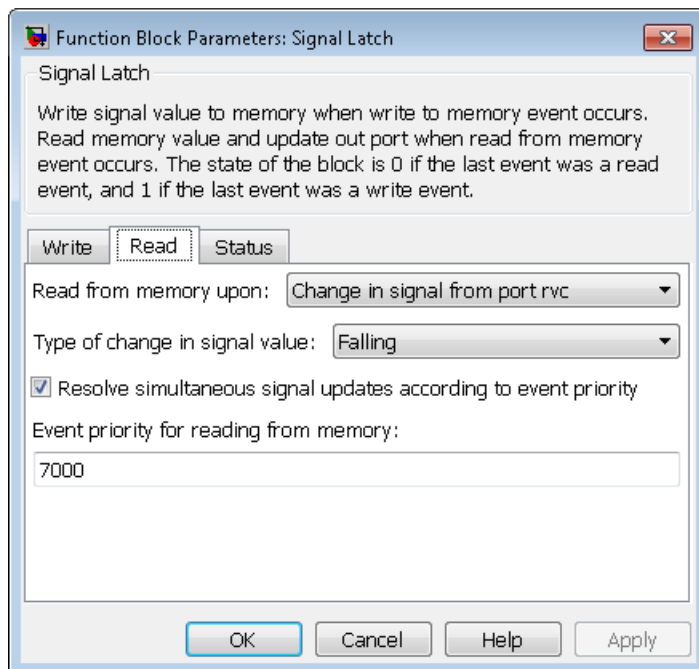 Function Block Parameters: Signal Latch
Signal Latch
Write signal value to memory when write to memory event occurs.
Read memory value and update out port when read from memory
event occurs. The state of the block is 0 if the last event was a read
event, and 1 if the last event was a write event.
Write Read Status
Read from memory upon: Change in signal from port rvc
Type of change in signal value: Falling
Resolve simultaneous signal updates according to event priority
Event priority for reading from memory:
7000
OK Cancel Help Apply